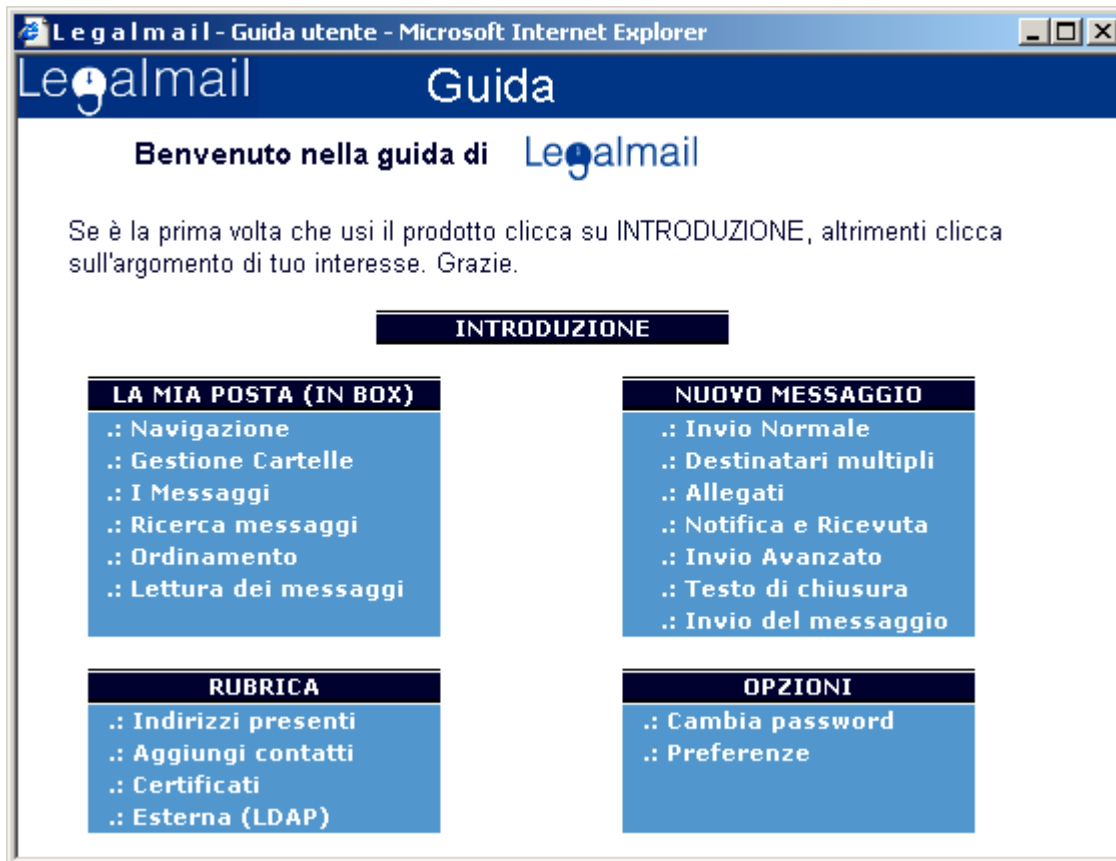 L e g a l m a i l - Guida utente - Microsoft Internet Explorer
Legalmail Guida
Benvenuto nella guida di Legalmail
Se è la prima volta che usi il prodotto clicca su INTRODUZIONE, altrimenti clicca
sull'argomento di tuo interesse. Grazie.
INTRODUZIONE
LA MIA POSTA (IN BOX)
.: Navigazione
.: Gestione Cartelle
.: I Messaggi
.: Ricerca messaggi
.: Ordinamento
.: Lettura dei messaggi
NUOVO MESSAGGIO
.: Invio Normale
.: Destinatari multipli
.: Allegati
.: Notifica e Ricevuta
.: Invio Avanzato
.: Testo di chiusura
.: Invio del messaggio
RUBRICA
.: Indirizzi presenti
.: Aggiungi contatti
.: Certificati
.: Esterna (LDAP)
OPZIONI
.: Cambia password
.: Preferenze